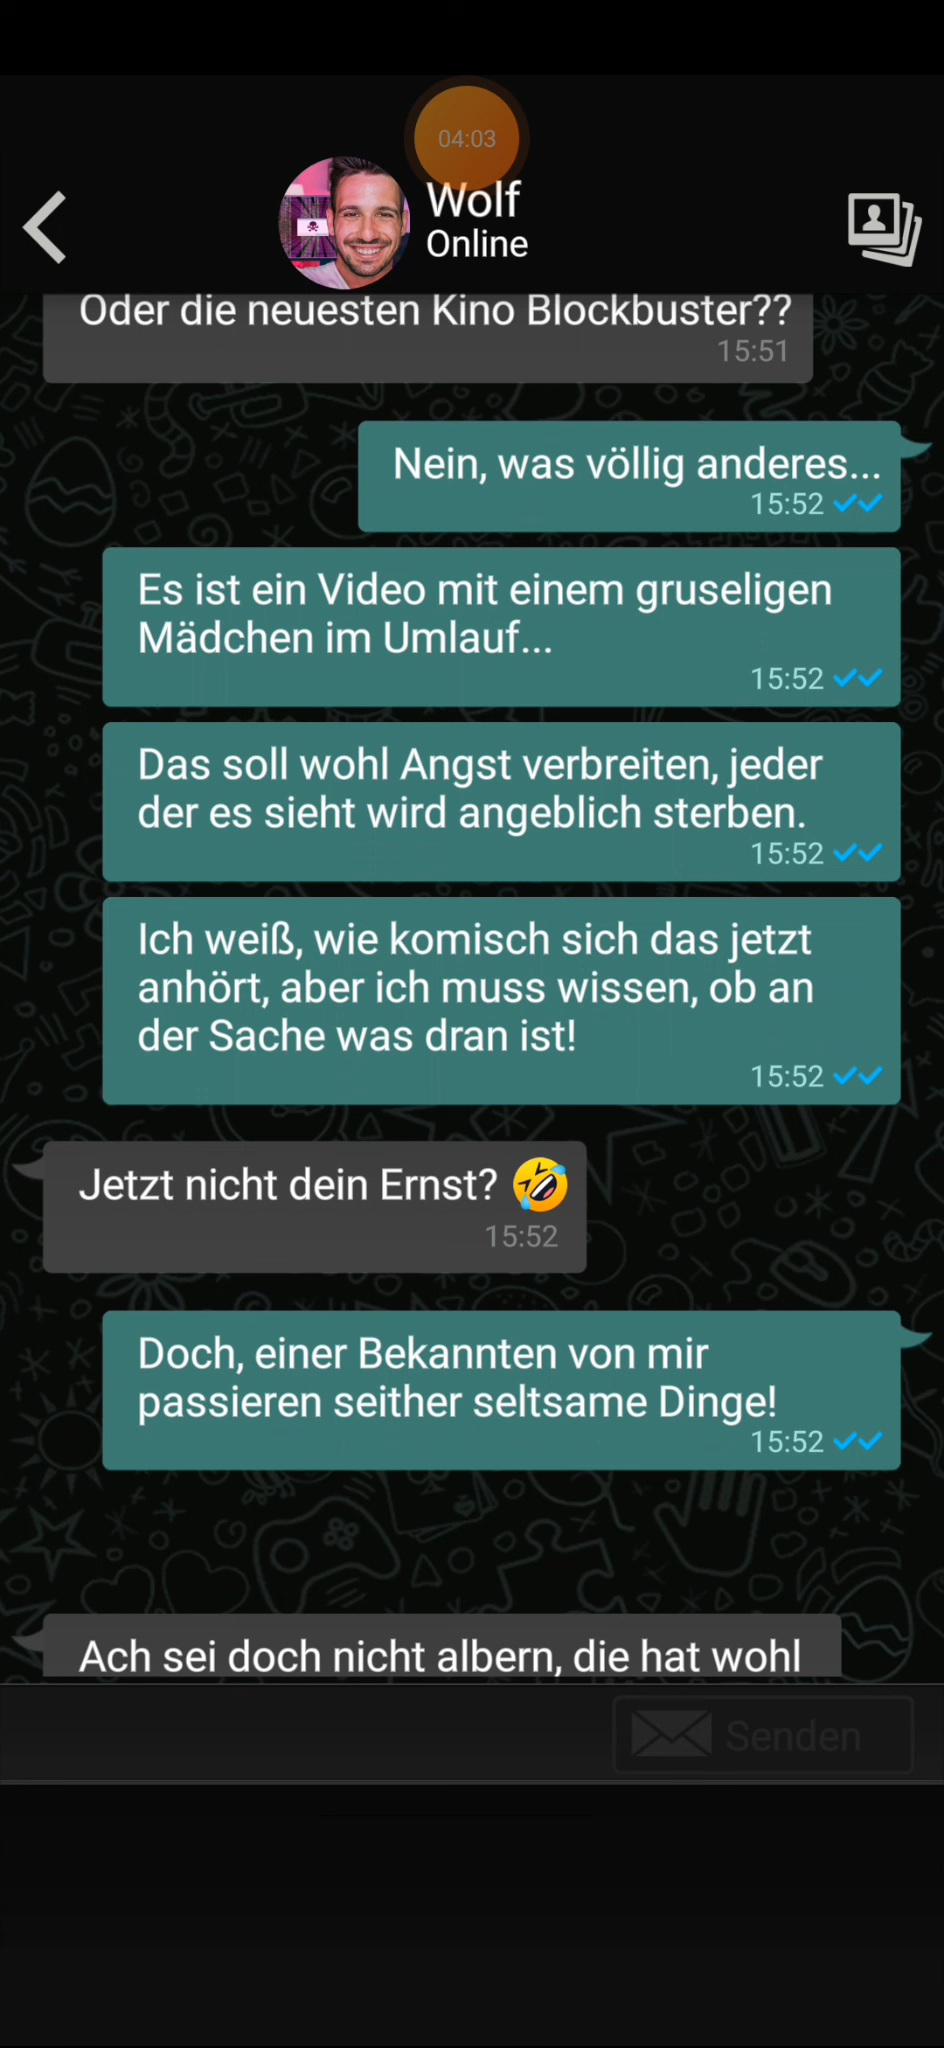 04:03
Wolf
Online
Oder die neuesten Kino Blockbuster??
15:51
Nein, was völlig anderes...
15:52
Es ist ein Video mit einem gruseligen
Mädchen im Umlauf...
15:52
Das soll wohl Angst verbreiten, jeder
der es sieht wird angeblich sterben.
15:52
Ich weiß, wie komisch sich das jetzt
anhört, aber ich muss wissen, ob an
der Sache was dran ist!
15:52
Jetzt nicht dein Ernst? 🤣
15:52
Doch, einer Bekannten von mir
passieren seither seltsame Dinge!
15:52
Ach sei doch nicht albern, die hat wohl
Senden